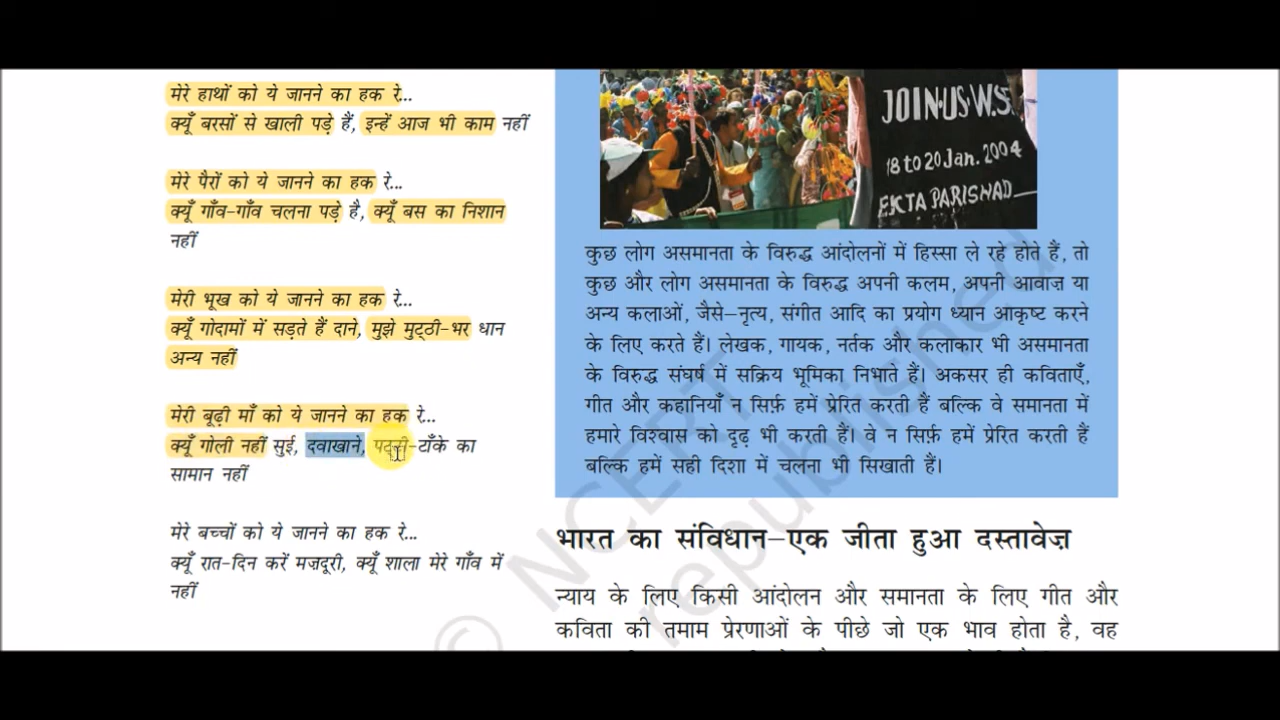 मेरे हाथों को ये जानने का हक रे...
क्यूँ बरसों से खाली पड़े हैं, इन्हें आज भी काम नहीं
मेरे पैरों को ये जानने का हक रे...
क्यूँ गाँव-गाँव चलना पड़े है, क्यूँ बस का निशान
नहीं
मेरी भूख को ये जानने का हक रे...
क्यूँ गोदामों में सड़ते हैं दाने, मुझे मुट्ठी-भर धान
अन्य नहीं
मेरी बूढ़ी माँ को ये जानने का हक रे...
क्यूँ गोली नहीं सुई, दवाखाने, पट्टी-टाँके का
सामान नहीं
मेरे बच्चों को ये जानने का हक रे...
क्यूँ रात-दिन करें मजदूरी, क्यूँ शाला मेरे गाँव में
नहीं
JOIN-US W.S.
18 to 20 Jan. 2004
EKTA PARISHAD
कुछ लोग असमानता के विरुद्ध आंदोलनों में हिस्सा ले रहे होते हैं, तो
कुछ और लोग असमानता के विरुद्ध अपनी कलम, अपनी आवाज़ या
अन्य कलाओं, जैसे–नृत्य, संगीत आदि का प्रयोग ध्यान आकृष्ट करने
के लिए करते हैं। लेखक, गायक, नर्तक और कलाकार भी असमानता
के विरुद्ध संघर्ष में सक्रिय भूमिका निभाते हैं। अकसर ही कविताएँ,
गीत और कहानियाँ न सिर्फ़ हमें प्रेरित करती हैं बल्कि वे समानता में
हमारे विश्वास को दृढ़ भी करती हैं। वे न सिर्फ़ हमें प्रेरित करती हैं
बल्कि हमें सही दिशा में चलना भी सिखाती हैं।
भारत का संविधान–एक जीता हुआ दस्तावेज़
न्याय के लिए किसी आंदोलन और समानता के लिए गीत और
कविता की तमाम प्रेरणाओं के पीछे जो एक भाव होता है, वह
© NCERT
republished